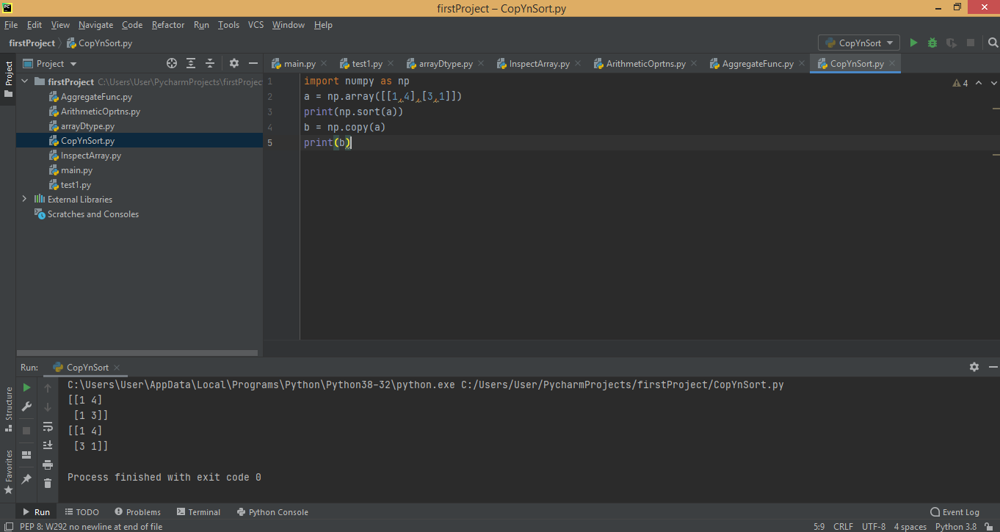 firstProject – CopYnSort.py
File Edit View Navigate Code Refactor Run Tools VCS Window Help
firstProject CopYnSort.py
CopYnSort
Project
Project
main.py test1.py arrayDtype.py InspectArray.py ArithmeticOprtns.py AggregateFunc.py CopYnSort.py
firstProject C:\Users\User\PycharmProjects\firstProject
AggregateFunc.py
ArithmeticOprtns.py
arrayDtype.py
CopYnSort.py
InspectArray.py
main.py
test1.py
External Libraries
Scratches and Consoles
1 import numpy as np
2 a = np.array([[1,4],[3,1]])
3 print(np.sort(a))
4 b = np.copy(a)
5 print(b)
4
Run: CopYnSort
C:\Users\User\AppData\Local\Programs\Python\Python38-32\python.exe C:/Users/User/PycharmProjects/firstProject/CopYnSort.py
[[1 4]
 [1 3]]
[[1 4]
 [3 1]]
Process finished with exit code 0
Structure
Favorites
Run TODO Problems Terminal Python Console Event Log
PEP 8: W292 no newline at end of file 5:9 CRLF UTF-8 4 spaces Python 3.8